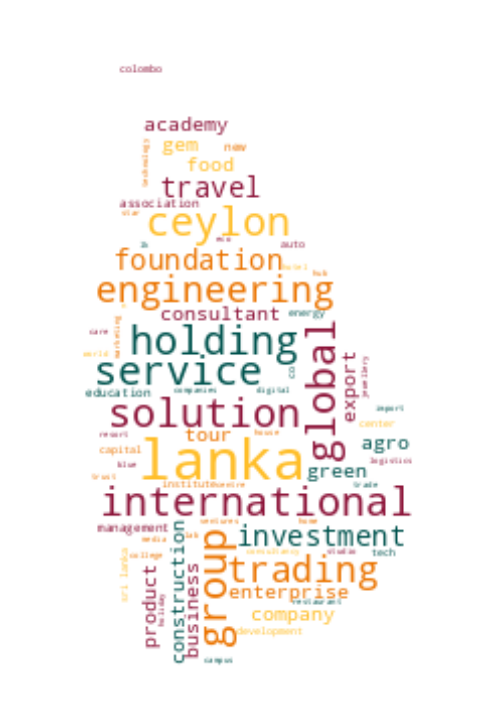 colombo
academy
technology
gem
new
food
travel
association
star
ceylon
eco
auto
foundation
hotel
hub
engineering
consultant
energy
care
marketing
holding
global
world
service
co
export
jewellery
education
companies
digital
solution
import
center
resort
tour
house
agro
capital
lanka
logistics
blue
green
trust
institute
centre
trade
international
management
ventures
home
construction
investment
media
lab
group
sri lanka
college
consultancy
studio
tech
product
holiday
business
trading
enterprise
restaurant
company
development
campus